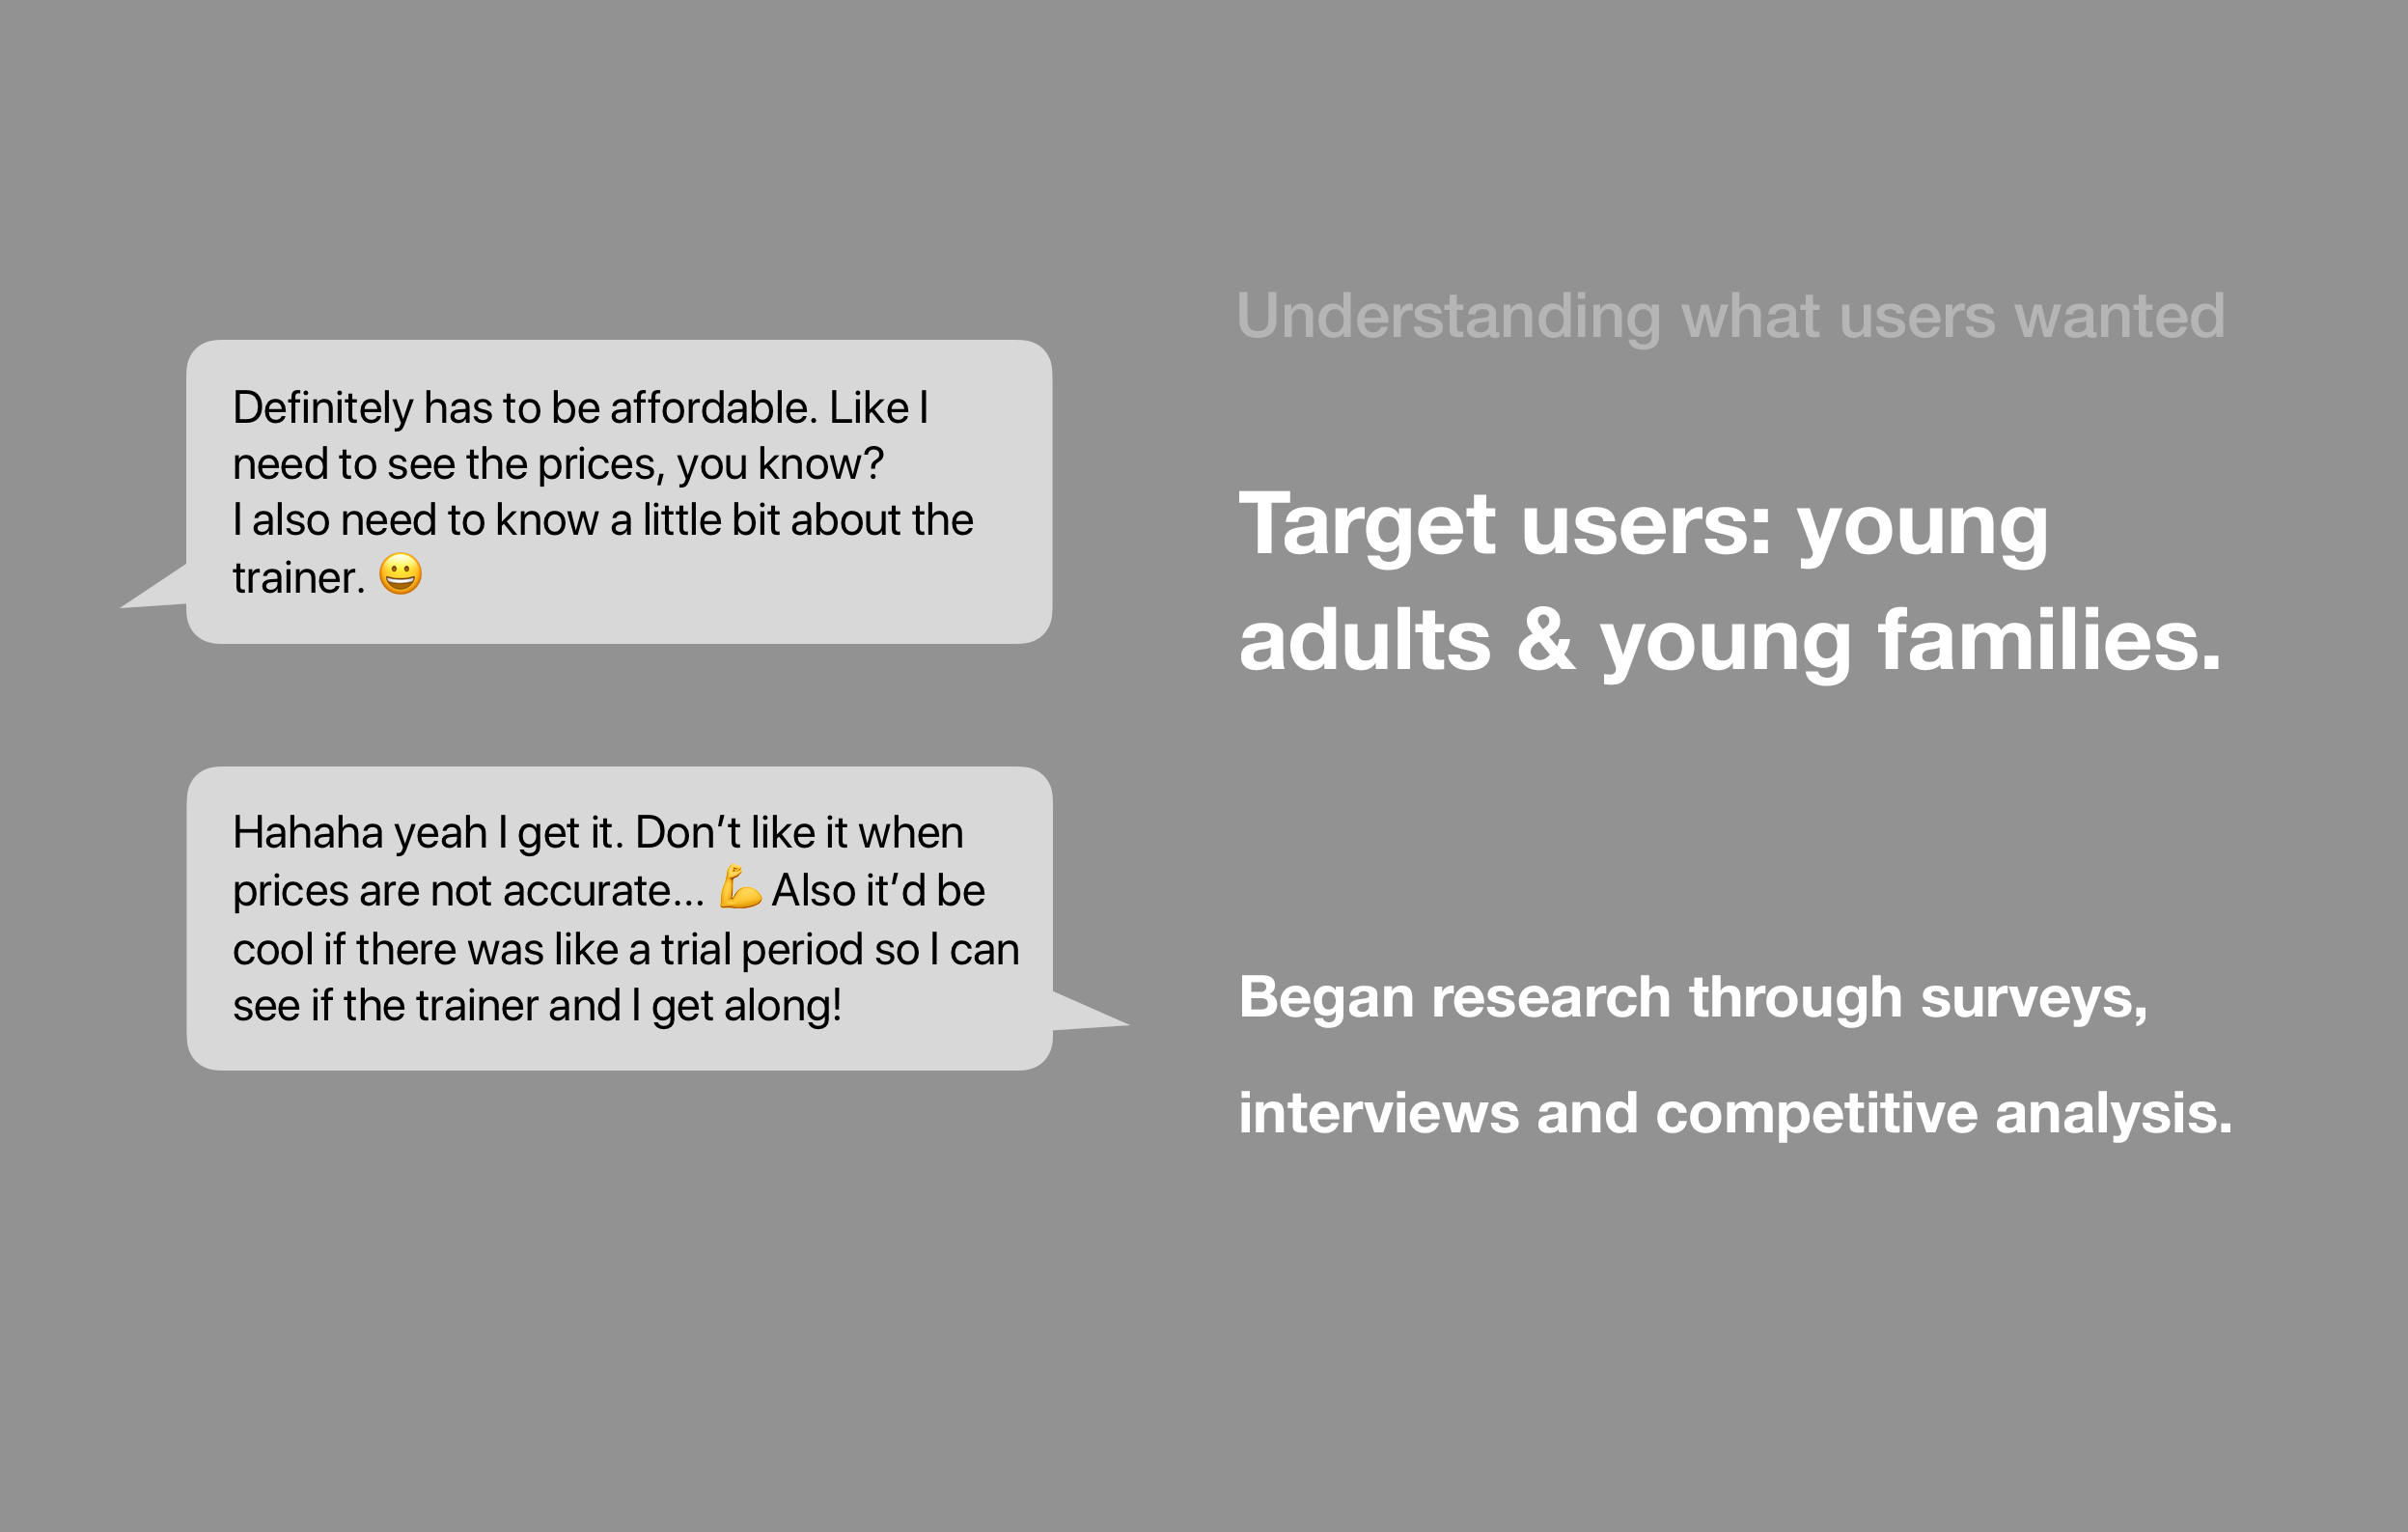 Definitely has to be affordable. Like I
need to see the prices, you know?
I also need to know a little bit about the
trainer. 😀
Hahaha yeah I get it. Don't like it when
prices are not accurate... 💪 Also it'd be
cool if there was like a trial period so I can
see if the trainer and I get along!
Understanding what users wanted
Target users: young
adults & young families.
Began research through surveys,
interviews and competitive analysis.